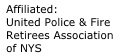 Affiliated:
United Police & Fire
Retirees Association
of NYS